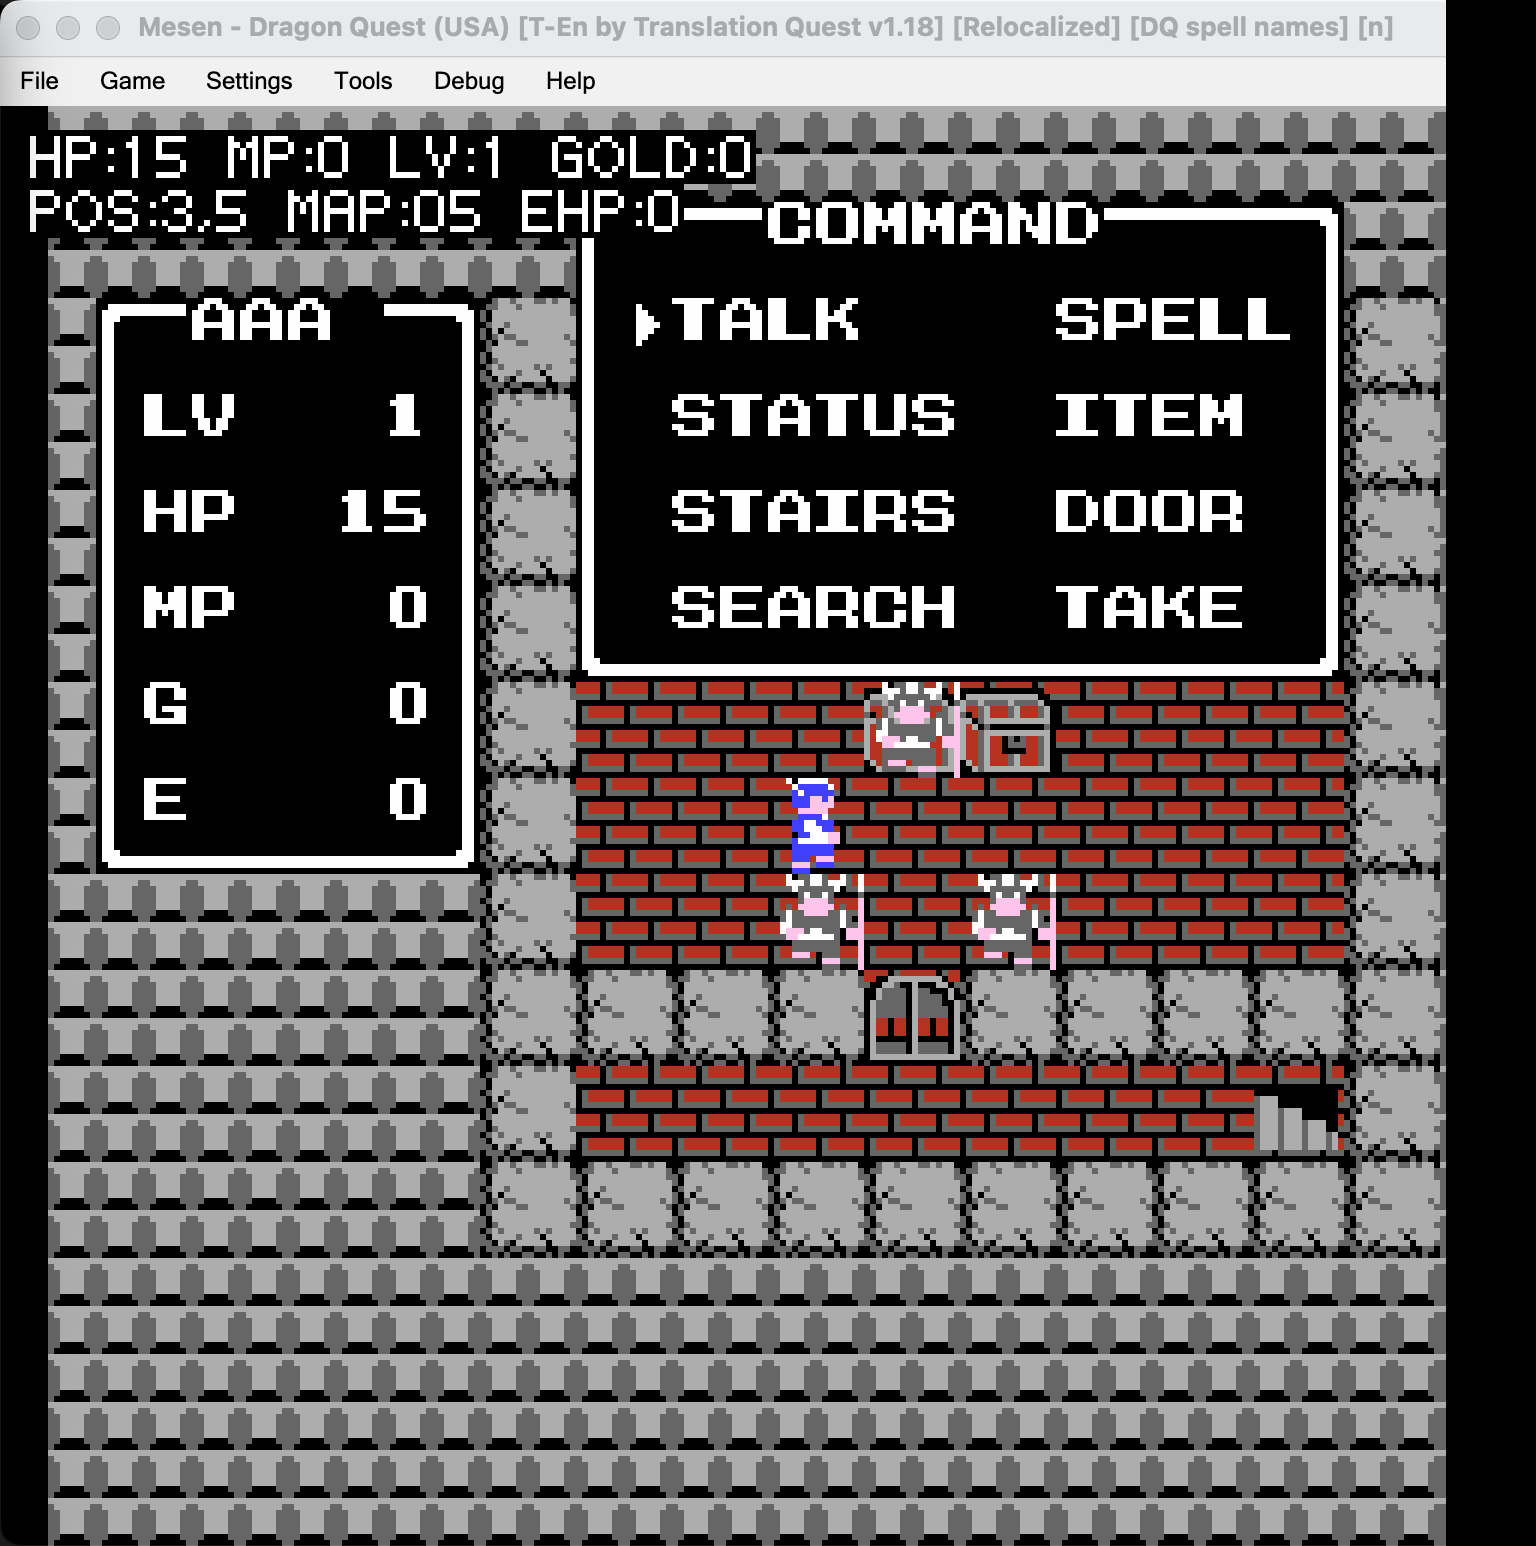 Mesen - Dragon Quest (USA) [T-En by Translation Quest v1.18] [Relocalized] [DQ spell names] [n]
File Game Settings Tools Debug Help
HP:15 MP:0 LV:1 GOLD:0
POS:3,5 MAP:05 EHP:0
COMMAND
TALK SPELL
STATUS ITEM
STAIRS DOOR
SEARCH TAKE
AAA
LV 1
HP 15
MP 0
G 0
E 0